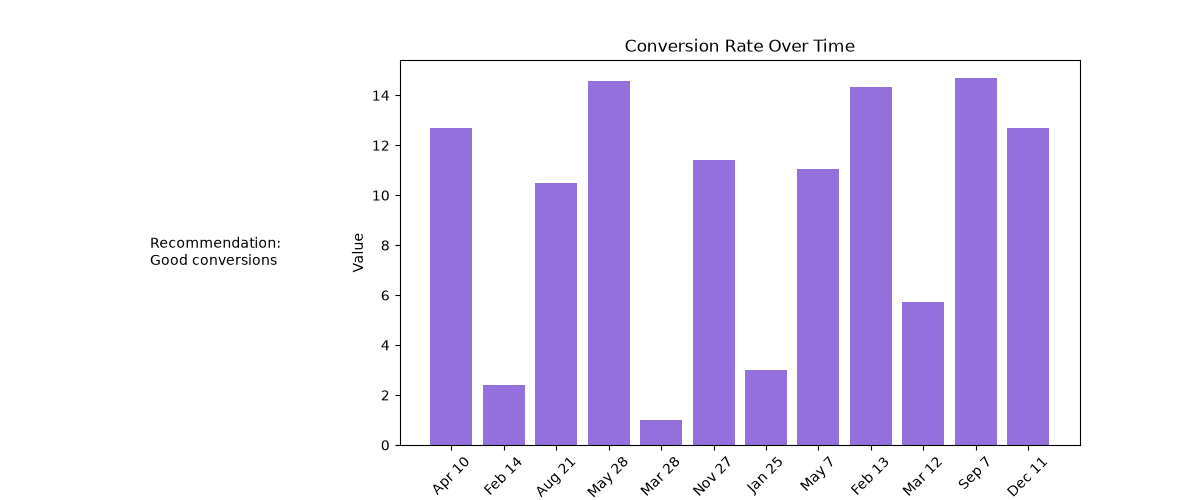 Conversion Rate Over Time
Recommendation:
Good conversions
Value
14
12
10
8
6
4
2
0
Apr 10
Feb 14
Aug 21
May 28
Mar 28
Nov 27
Jan 25
May 7
Feb 13
Mar 12
Sep 7
Dec 11